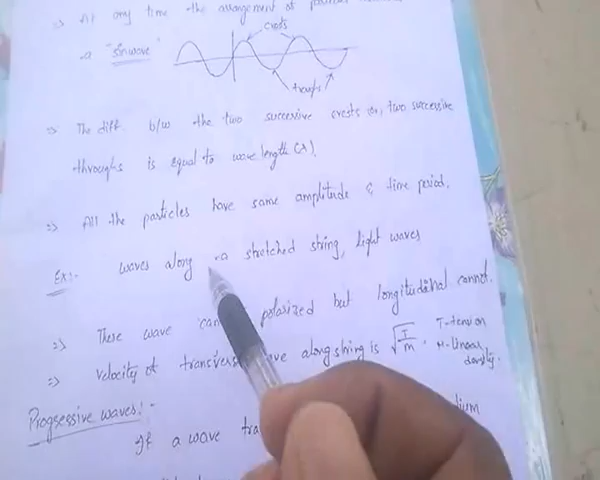 => At any time the arrangement of
a "sinwave"
crests
troughs
=> The diff b/w the two successive crests (or) two successive
throughs is equal to wave length (λ).
=> All the particles have same amplitude & time period.
Ex:- waves along a stretched string, light waves
=> These wave can polarized but longitudinal cannot.
=> velocity of along string is √T/m . T-tension
M-Linear
density.
Progressive waves:-
If a wave